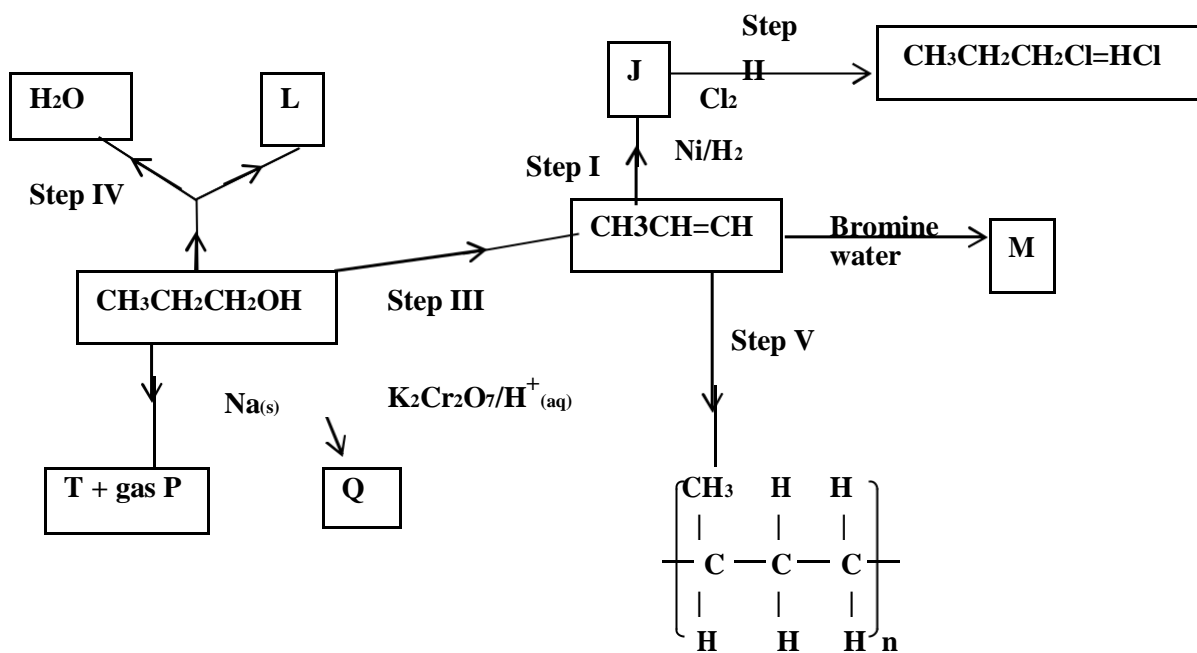 Step
II
J
CH3CH2CH2Cl=HCl
Cl2
H2O
L
Step I
Ni/H2
Step IV
CH3CH=CH
Bromine
water
M
CH3CH2CH2OH
Step III
Step V
Na(s)
K2Cr2O7/H+(aq)
T + gas P
Q
CH3 H H
| | |
C — C — C
| | |
H H H n